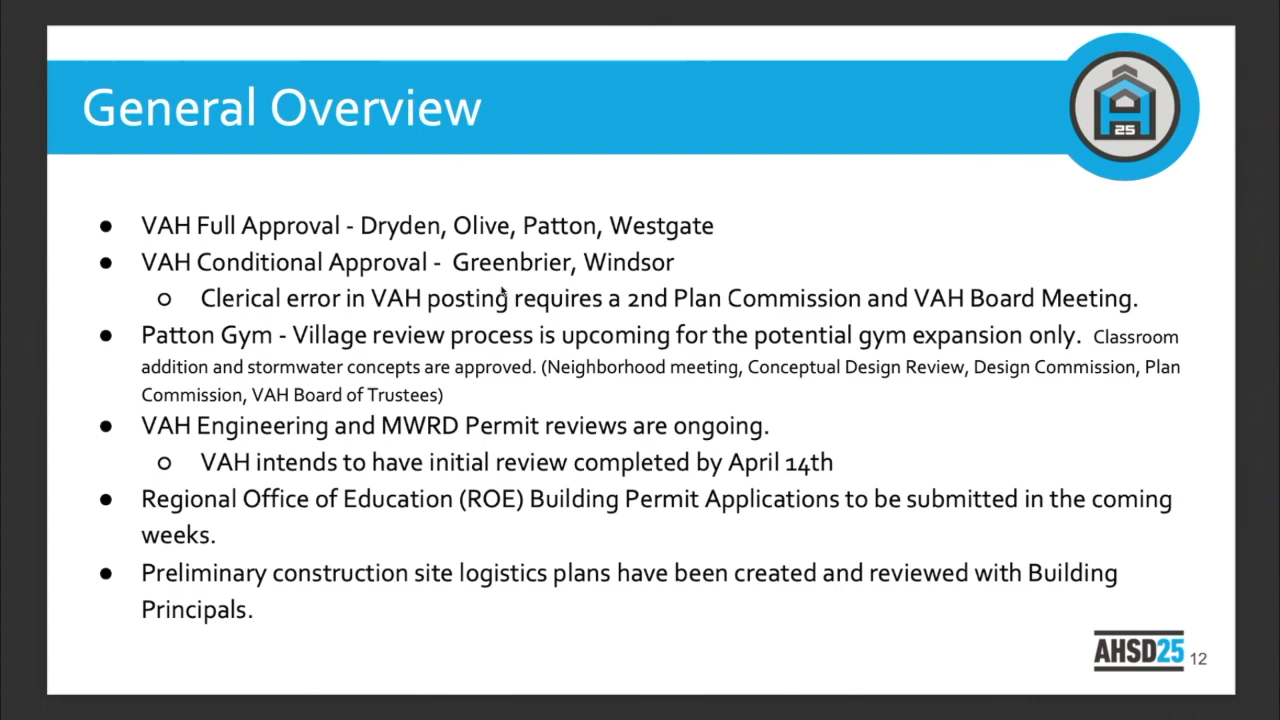 General Overview
25
● VAH Full Approval - Dryden, Olive, Patton, Westgate
● VAH Conditional Approval - Greenbrier, Windsor
○ Clerical error in VAH posting requires a 2nd Plan Commission and VAH Board Meeting.
● Patton Gym - Village review process is upcoming for the potential gym expansion only. Classroom
addition and stormwater concepts are approved. (Neighborhood meeting, Conceptual Design Review, Design Commission, Plan
Commission, VAH Board of Trustees)
● VAH Engineering and MWRD Permit reviews are ongoing.
○ VAH intends to have initial review completed by April 14th
● Regional Office of Education (ROE) Building Permit Applications to be submitted in the coming
weeks.
● Preliminary construction site logistics plans have been created and reviewed with Building
Principals.
AHSD25 12